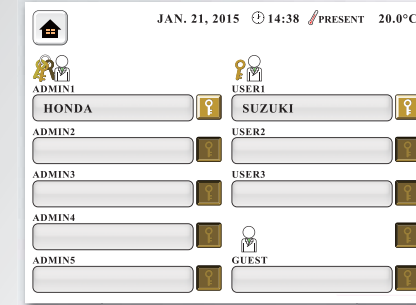 JAN. 21, 2015 14:38 PRESENT 20.0°C
ADMIN1 USER1
HONDA SUZUKI
ADMIN2 USER2
ADMIN3 USER3
ADMIN4
ADMIN5 GUEST